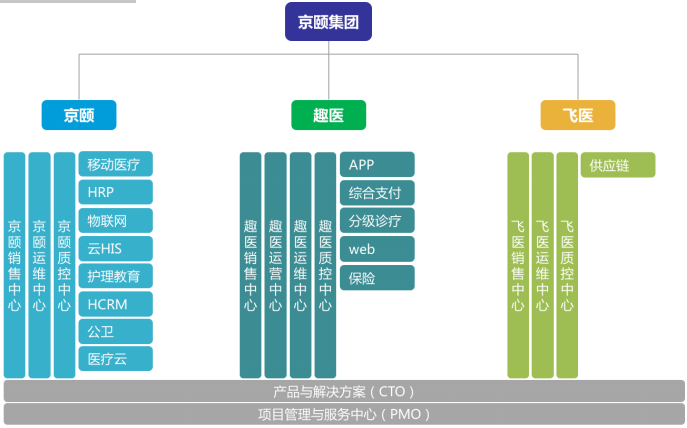 京颐集团
京颐
趣医
飞医
京颐销售中心
京颐运维中心
京颐质控中心
移动医疗
HRP
物联网
云HIS
护理教育
HCRM
公卫
医疗云
趣医销售中心
趣医运营中心
趣医运维中心
趣医质控中心
APP
综合支付
分级诊疗
web
保险
飞医销售中心
飞医运维中心
飞医质控中心
供应链
产品与解决方案（CTO）
项目管理与服务中心（PMO）